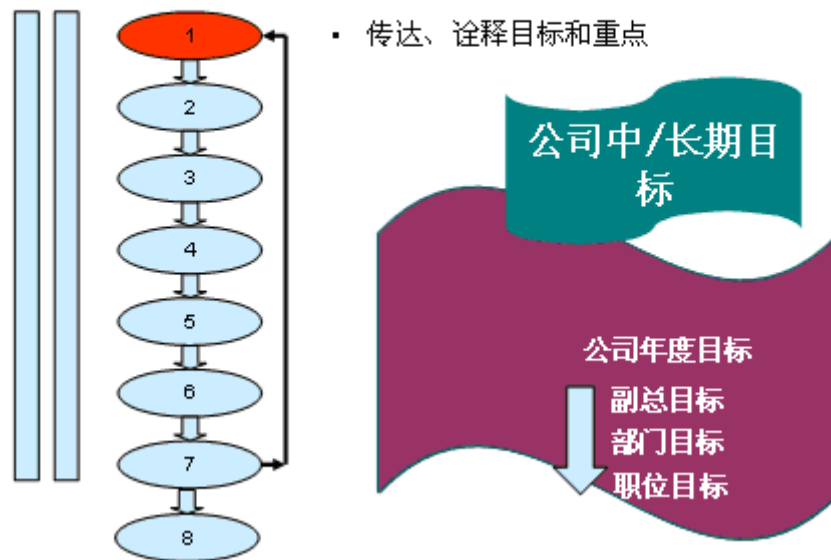 1
2
3
4
5
6
7
8
▪ 传达、诠释目标和重点
公司中/长期目
标
公司年度目标
副总目标
部门目标
职位目标